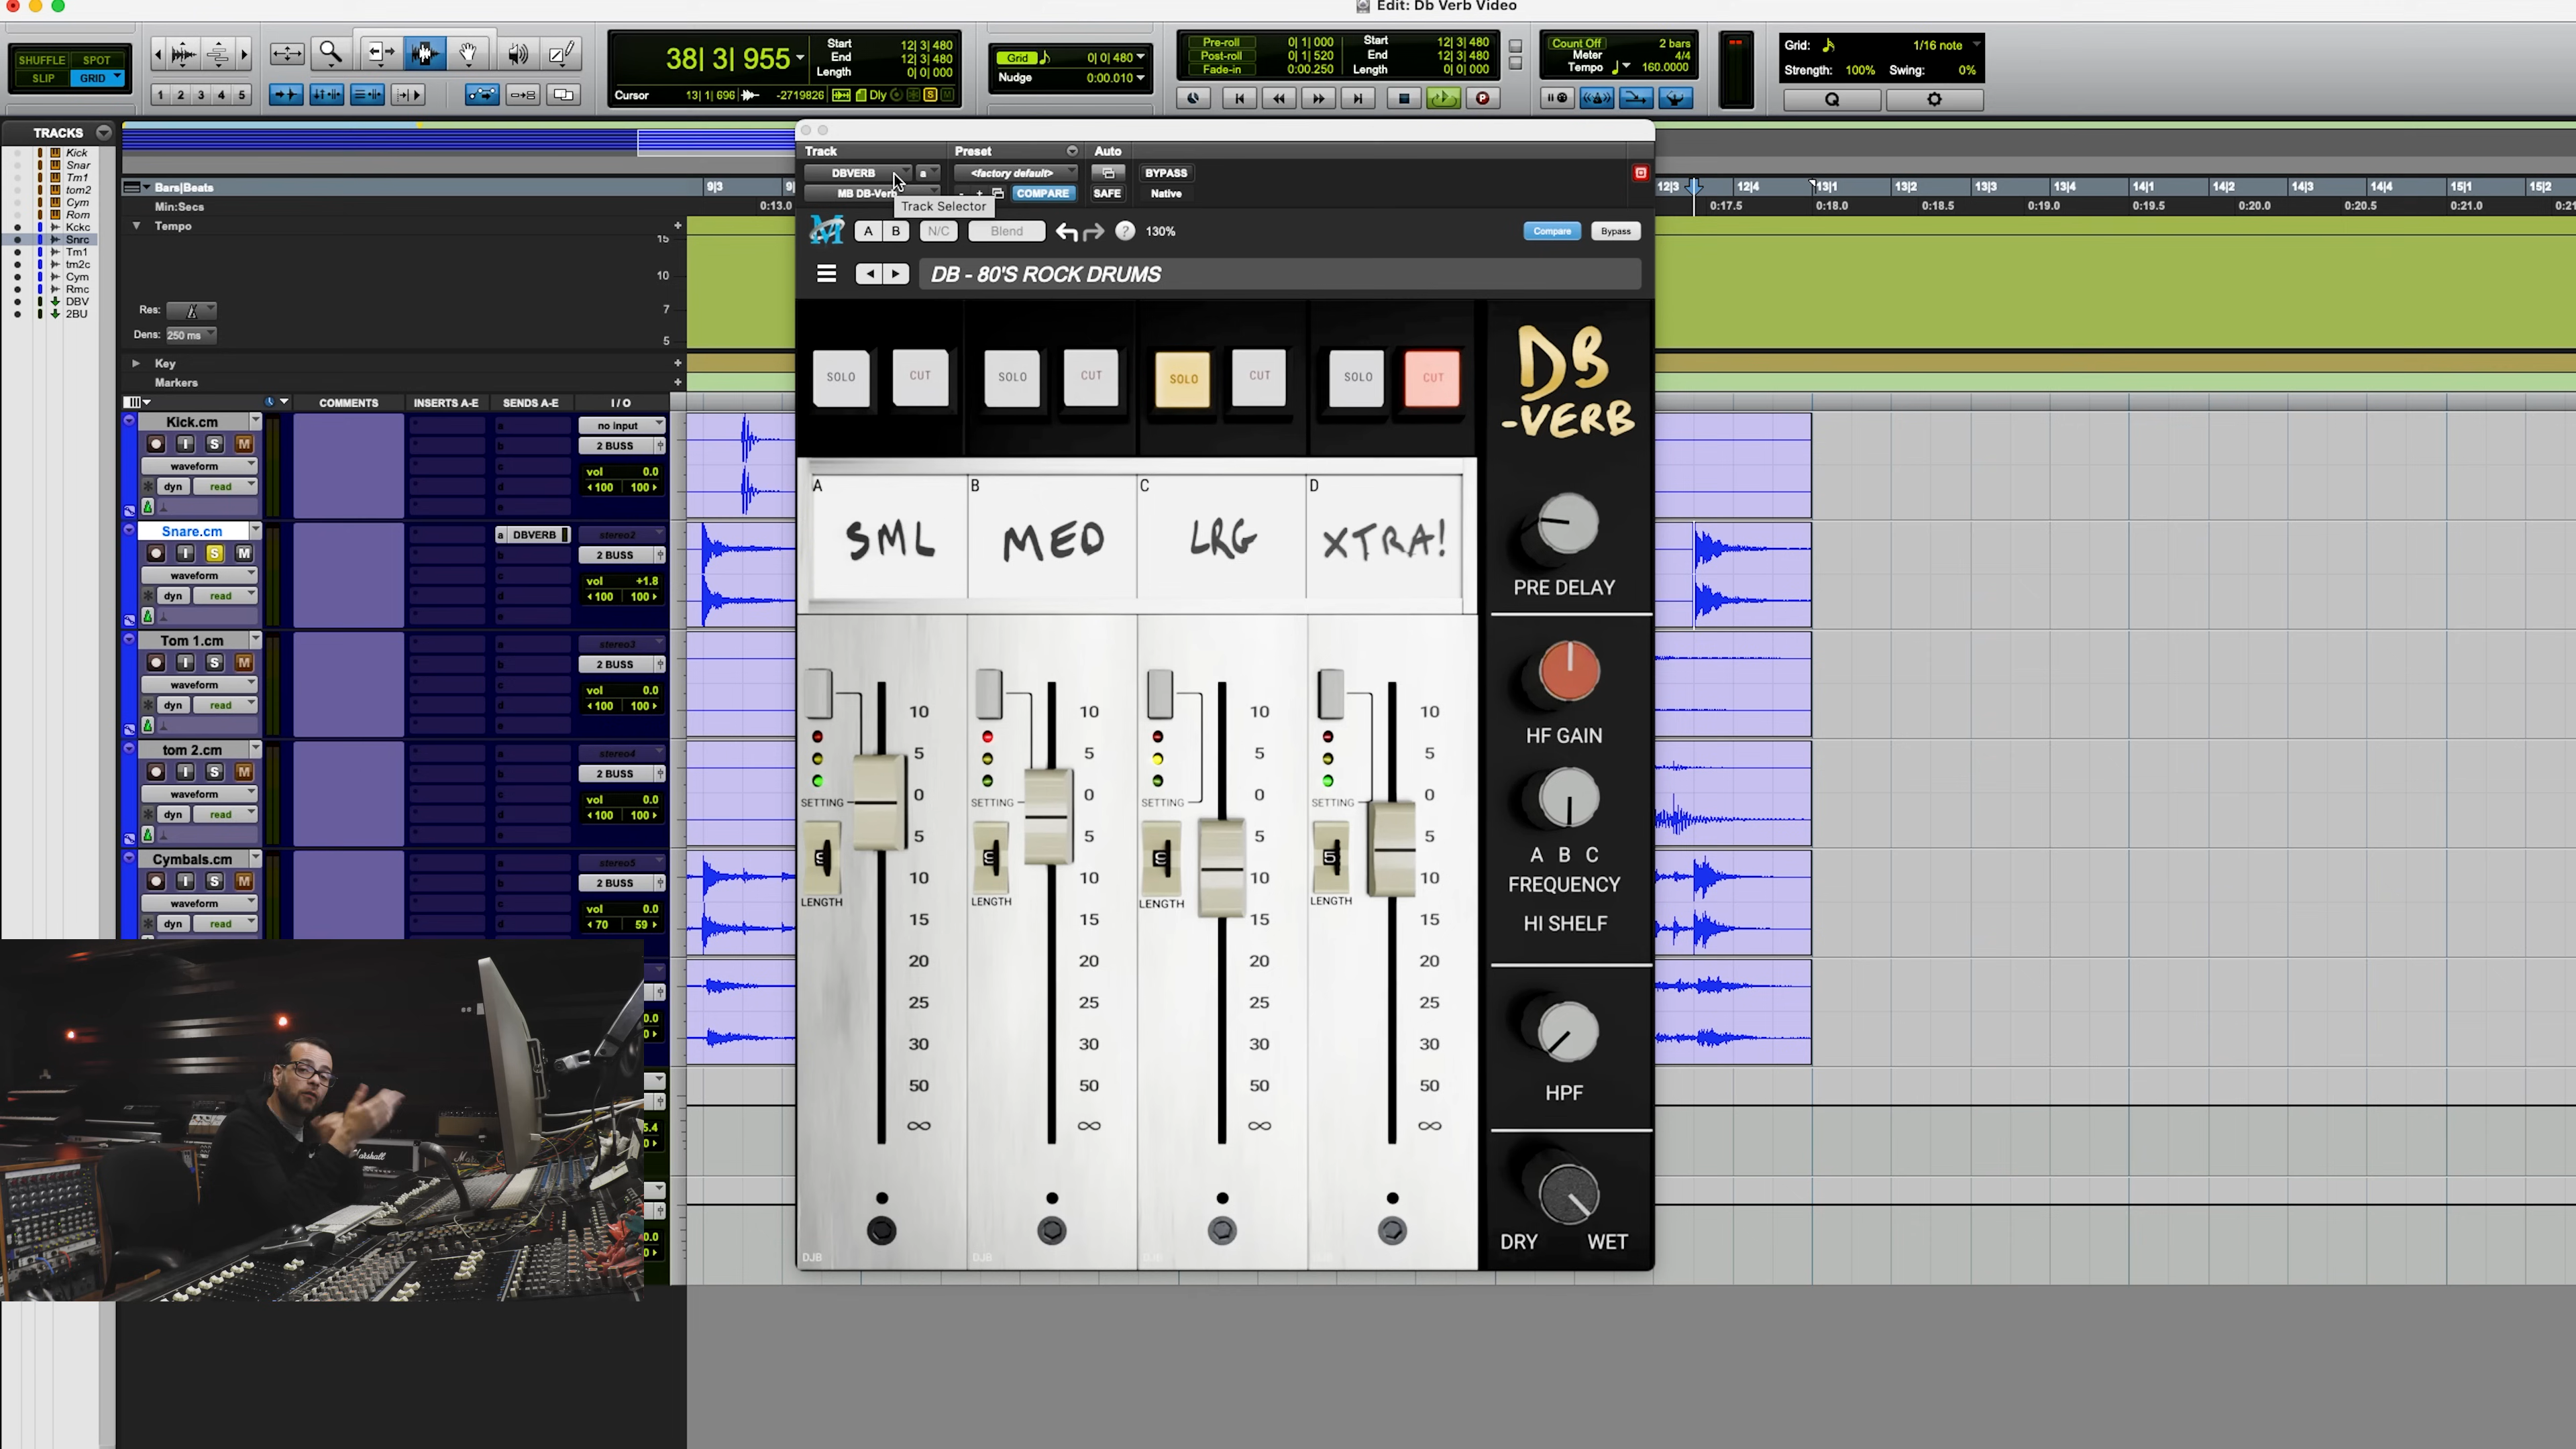 Edit: Db Verb Video
SHUFFLE SPOT
SLIP GRID
1 2 3 4 5
38| 3| 955
Start 12| 3| 480
End 12| 3| 480
Length 0| 0| 000
Cursor 13| 1| 696 -2719826 Dly S M
Grid 0| 0| 480
Nudge 0:00.010
Pre-roll 0| 1| 000
Post-roll 0| 1| 520
Fade-in 0:00.250
Start 12| 3| 480
End 12| 3| 480
Length 0| 0| 000
Count Off 2 bars
Meter 4/4
Tempo 160.0000
Grid: 1/16 note
Strength: 100% Swing: 0%
Q
TRACKS
Kick
Snar
Tm1
tom2
Cym
Rom
Kckc
Snrc
Tm1
tm2c
Cym
Rmc
DBV
2BU
Bars|Beats
Min:Secs
Tempo
Res:
Dens: 250 ms
15
10
7
5
Key
Markers
9|3
0:13.0
12|3 12|4 13|1 13|2 13|3 13|4 14|1 14|2 14|3 14|4 15|1 15|2
0:17.5 0:18.0 0:18.5 0:19.0 0:19.5 0:20.0 0:20.5 0:21.0 0:21
COMMENTS INSERTS A-E SENDS A-E I / O
Kick.cm
I S M
waveform
dyn read
no input
2 BUSS
vol 0.0
100 100
Snare.cm
I S M
waveform
dyn read
a DBVERB
stereo2
2 BUSS
vol +1.8
100 100
Tom 1.cm
I S M
waveform
dyn read
stereo3
2 BUSS
vol 0.0
100 100
tom 2.cm
I S M
waveform
dyn read
stereo4
2 BUSS
vol 0.0
100 100
Cymbals.cm
I S M
waveform
dyn read
stereo5
2 BUSS
vol 0.0
70 59
Marshall
Track Preset Auto
DBVERB a <factory default> BYPASS
MB DB-Verb - + COMPARE SAFE Native
Track Selector
A B N/C Blend ? 130% Compare Bypass
DB - 80'S ROCK DRUMS
SOLO CUT SOLO CUT SOLO CUT SOLO CUT
DB
-VERB
A B C D
SML MED LRG XTRA!
PRE DELAY
HF GAIN
A B C
FREQUENCY
HI SHELF
HPF
DRY WET
10 10 10 10
5 5 5 5
SETTING 0 SETTING 0 SETTING 0 SETTING 0
5 5 5 5
10 10 10 10
LENGTH LENGTH LENGTH LENGTH
15 15 15 15
20 20 20 20
25 25 25 25
30 30 30 30
50 50 50 50
∞ ∞ ∞ ∞
DJB DJB